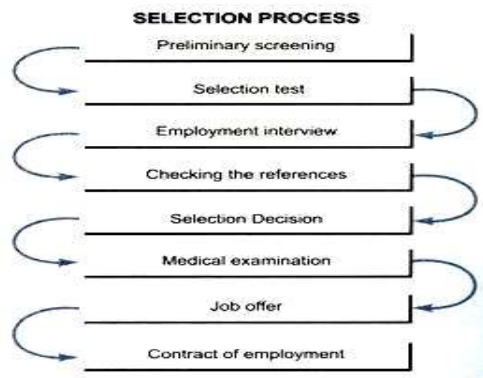 SELECTION PROCESS
Preliminary screening
Selection test
Employment interview
Checking the references
Selection Decision
Medical examination
Job offer
Contract of employment